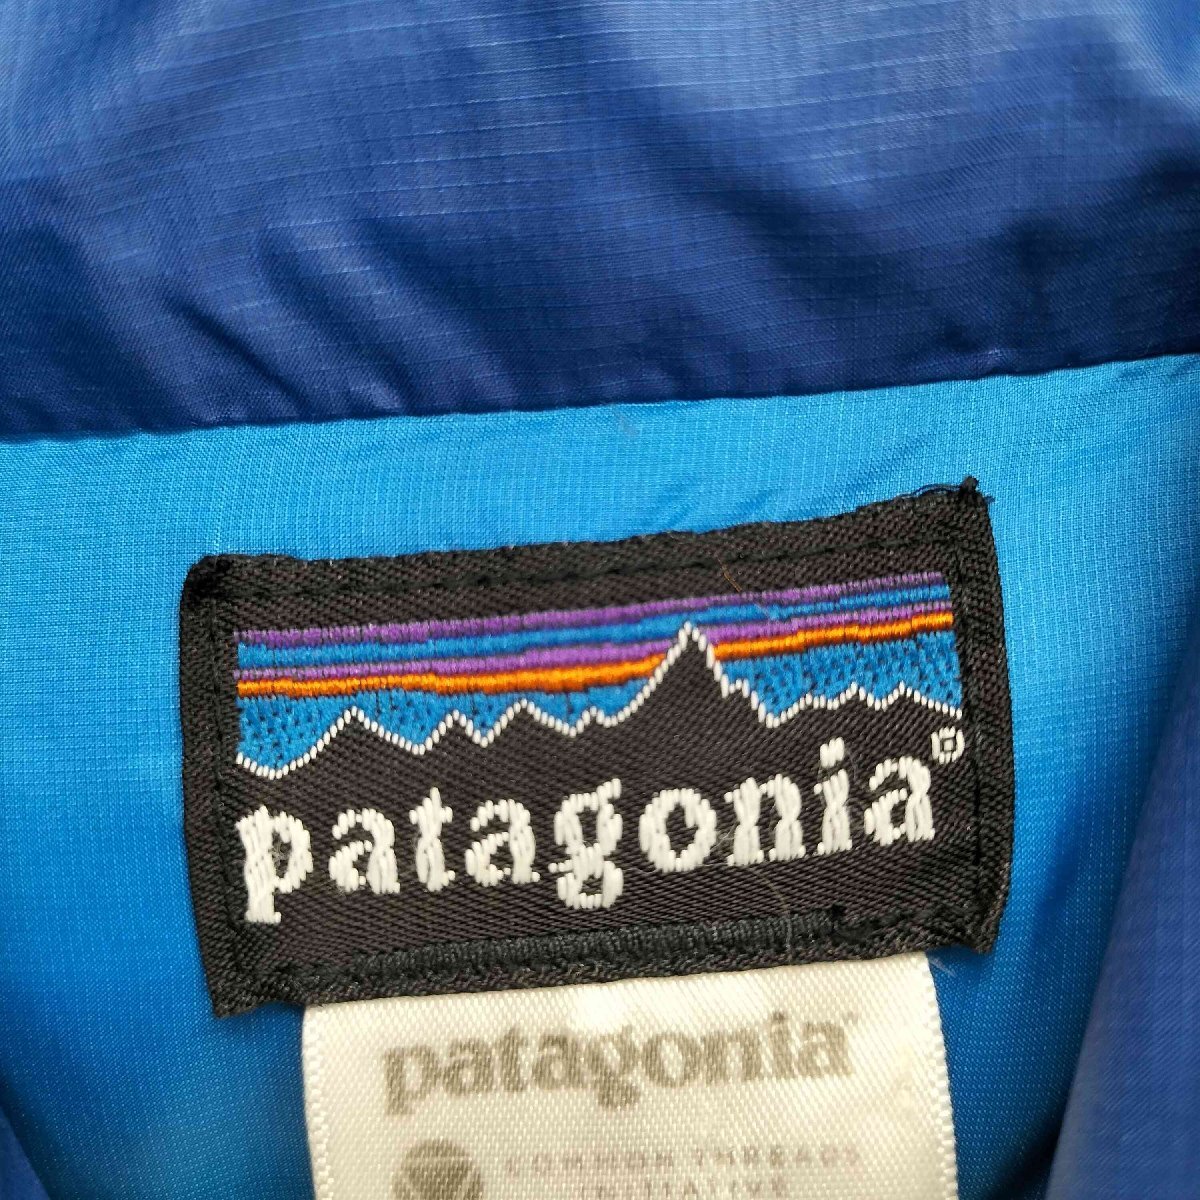 patagonia®
patagonia
COMMON THREADS
INITIATIVE